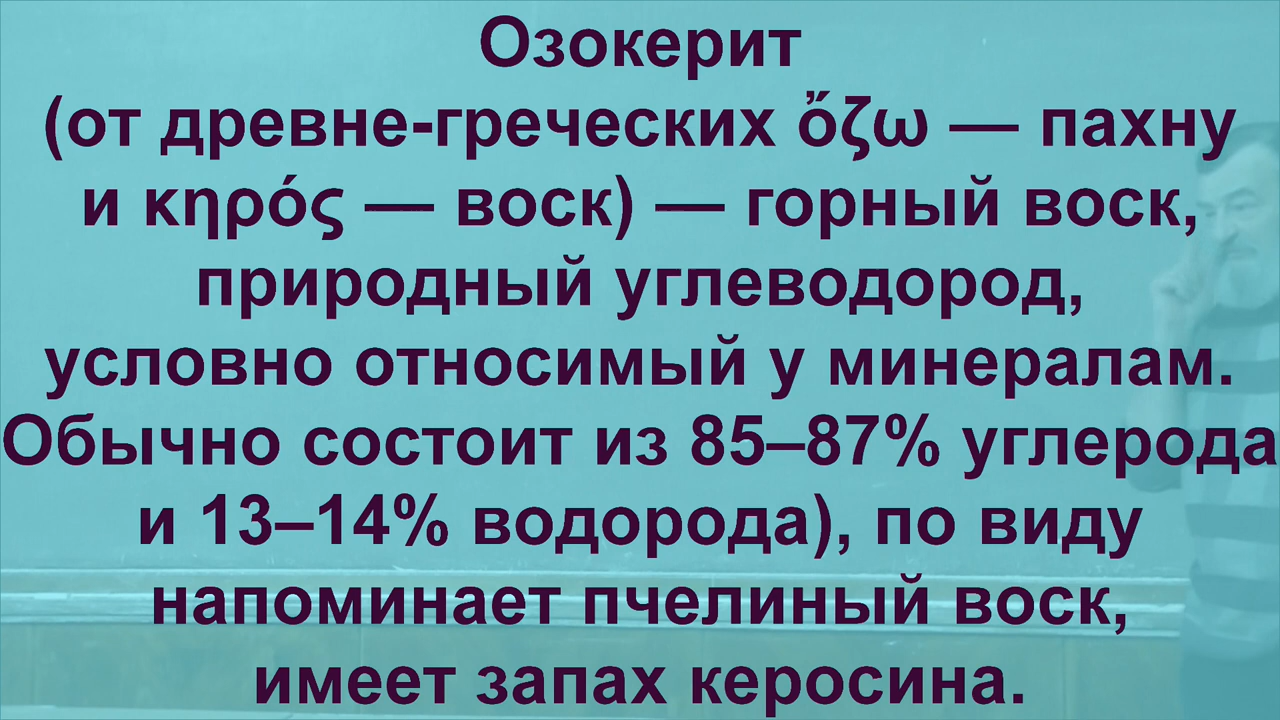 Озокерит
(от древне-греческих ὄζω — пахну
и κηρός — воск) — горный воск,
природный углеводород,
условно относимый у минералам.
Обычно состоит из 85–87% углерода
и 13–14% водорода), по виду
напоминает пчелиный воск,
имеет запах керосина.